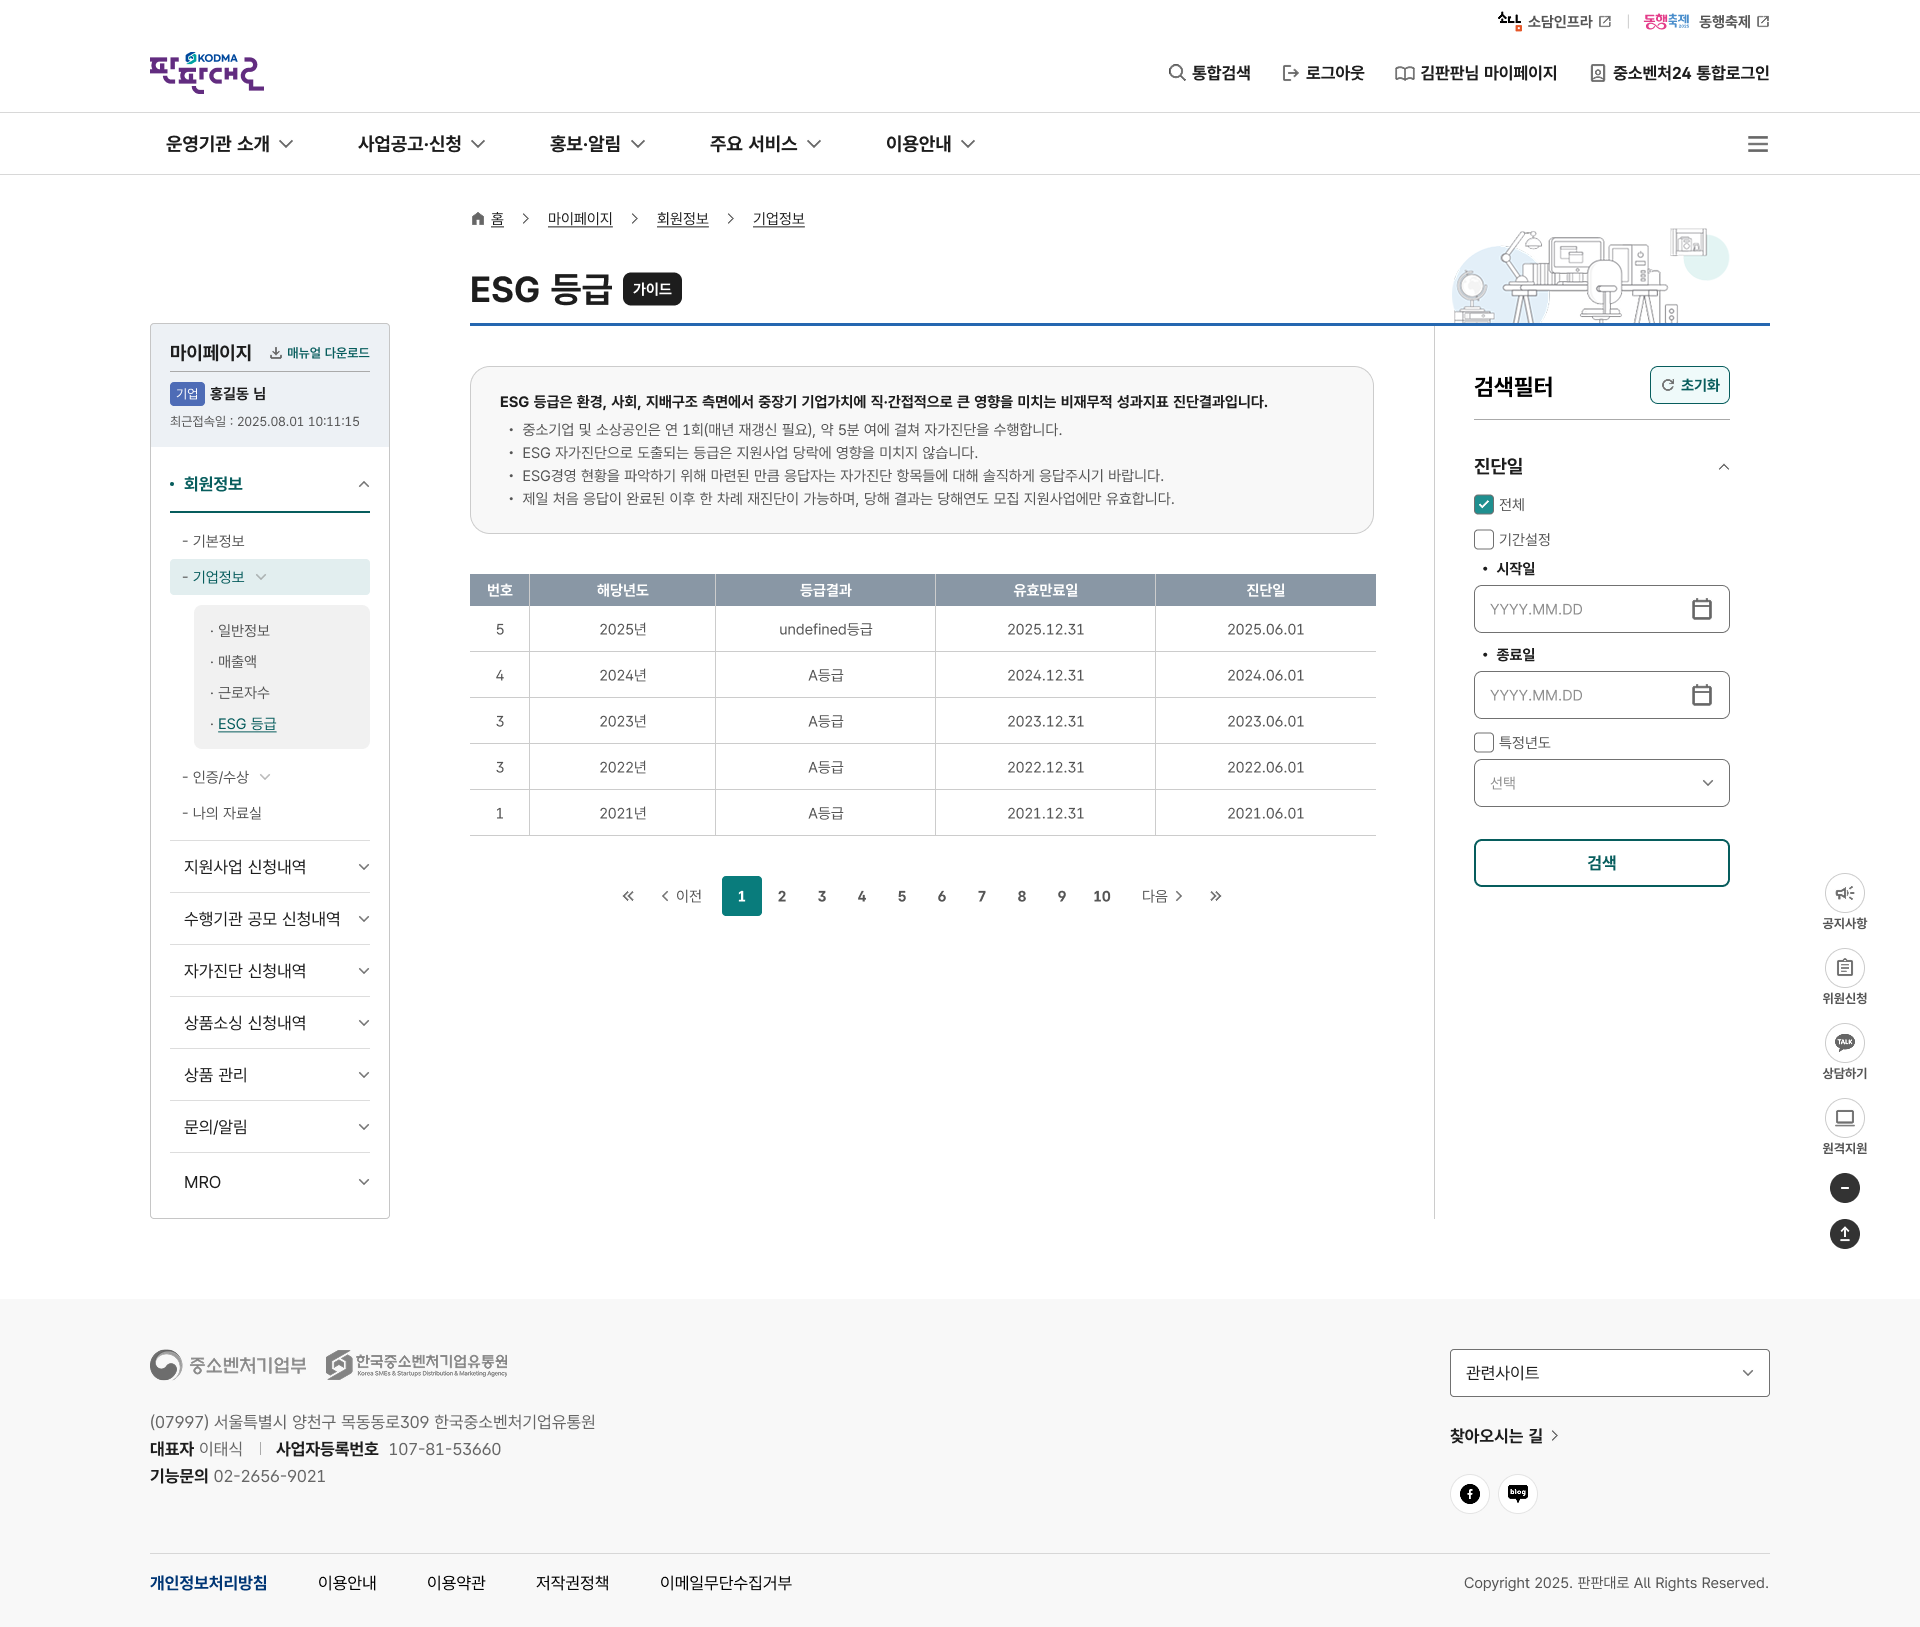 소담 소담인프라
동행축제 2025 동행축제
KODMA
판판대로
통합검색 로그아웃 김판판님 마이페이지 중소벤처24 통합로그인
운영기관 소개 사업공고·신청 홍보·알림 주요 서비스 이용안내
홈 마이페이지 회원정보 기업정보
ESG 등급 가이드
마이페이지 매뉴얼 다운로드
기업 홍길동 님
최근접속일 : 2025.08.01 10:11:15
• 회원정보
- 기본정보
- 기업정보
· 일반정보
· 매출액
· 근로자수
· ESG 등급
- 인증/수상
- 나의 자료실
지원사업 신청내역
수행기관 공모 신청내역
자가진단 신청내역
상품소싱 신청내역
상품 관리
문의/알림
MRO
ESG 등급은 환경, 사회, 지배구조 측면에서 중장기 기업가치에 직·간접적으로 큰 영향을 미치는 비재무적 성과지표 진단결과입니다.
• 중소기업 및 소상공인은 연 1회(매년 재갱신 필요), 약 5분 여에 걸쳐 자가진단을 수행합니다.
• ESG 자가진단으로 도출되는 등급은 지원사업 당락에 영향을 미치지 않습니다.
• ESG경영 현황을 파악하기 위해 마련된 만큼 응답자는 자가진단 항목들에 대해 솔직하게 응답주시기 바랍니다.
• 제일 처음 응답이 완료된 이후 한 차례 재진단이 가능하며, 당해 결과는 당해연도 모집 지원사업에만 유효합니다.
번호 해당년도 등급결과 유효만료일 진단일
5 2025년 undefined등급 2025.12.31 2025.06.01
4 2024년 A등급 2024.12.31 2024.06.01
3 2023년 A등급 2023.12.31 2023.06.01
3 2022년 A등급 2022.12.31 2022.06.01
1 2021년 A등급 2021.12.31 2021.06.01
이전 1 2 3 4 5 6 7 8 9 10 다음
검색필터 초기화
진단일
전체
기간설정
• 시작일
YYYY.MM.DD
• 종료일
YYYY.MM.DD
특정년도
선택
검색
공지사항
위원신청
TALK
상담하기
원격지원
중소벤처기업부 한국중소벤처기업유통원
Korea SMEs & Startups Distribution & Marketing Agency
(07997) 서울특별시 양천구 목동동로309 한국중소벤처기업유통원
대표자 이태식 사업자등록번호 107-81-53660
기능문의 02-2656-9021
관련사이트
찾아오시는 길
blog
개인정보처리방침 이용안내 이용약관 저작권정책 이메일무단수집거부
Copyright 2025. 판판대로 All Rights Reserved.